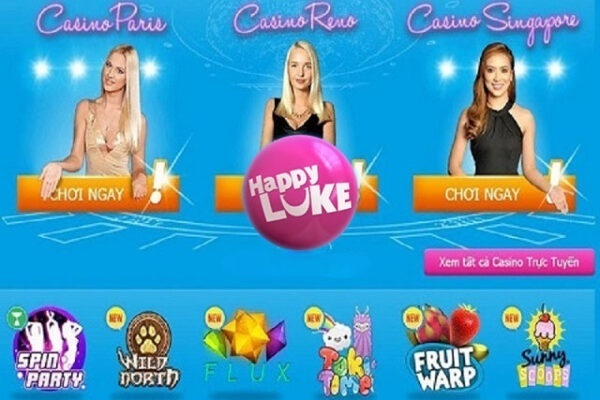 Casino Paris
Casino Reno
Casino Singapore
CHƠI NGAY
CHƠI NGAY
Happy
LUKE
Xem tất cả Casino Trực Tuyến
SPIN
PARTY
NEW
WILD
NORTH
NEW
FLUX
NEW
TOKI
TIME
NEW
FRUIT
WARP
NEW
Sunny
SCOOPS